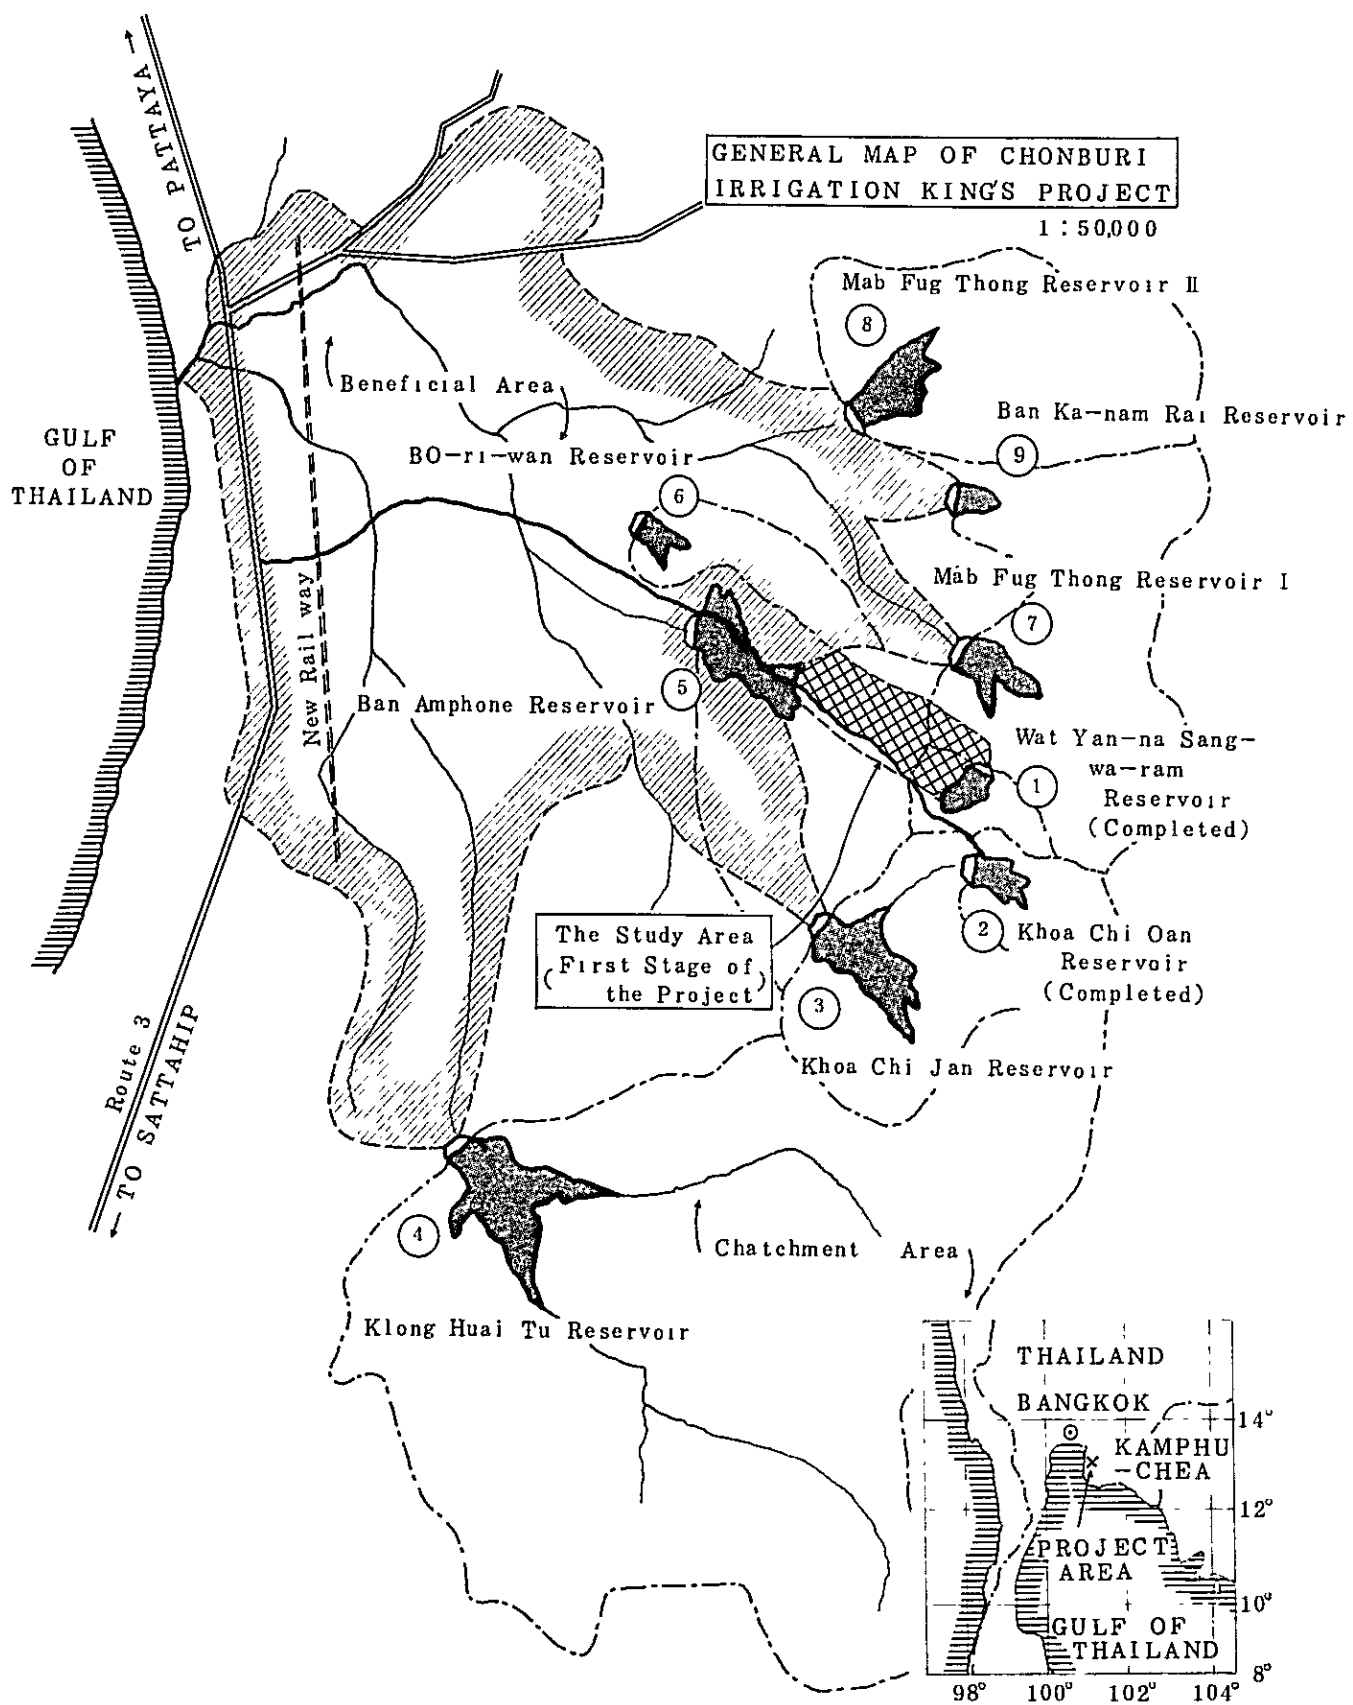 TO PATTAYA
GENERAL MAP OF CHONBURI
IRRIGATION KING'S PROJECT
1 : 50,000
Mab Fug Thong Reservoir II
8
Beneficial Area
Ban Ka-nam Rai Reservoir
9
GULF
OF
THAILAND
BO-ri-wan Reservoir
6
Mab Fug Thong Reservoir I
7
New Rail way
5
Ban Amphone Reservoir
Wat Yan-na Sang-
wa-ram
Reservoir
(Completed)
1
The Study Area
(First Stage of
the Project)
2
Khoa Chi Oan
Reservoir
(Completed)
3
Khoa Chi Jan Reservoir
Route 3
TO SATTAHIP
4
Chatchment Area
Klong Huai Tu Reservoir
THAILAND
BANGKOK
14°
KAMPHU
-CHEA
12°
PROJECT
AREA
10°
GULF OF
THAILAND
8°
98° 100° 102° 104°